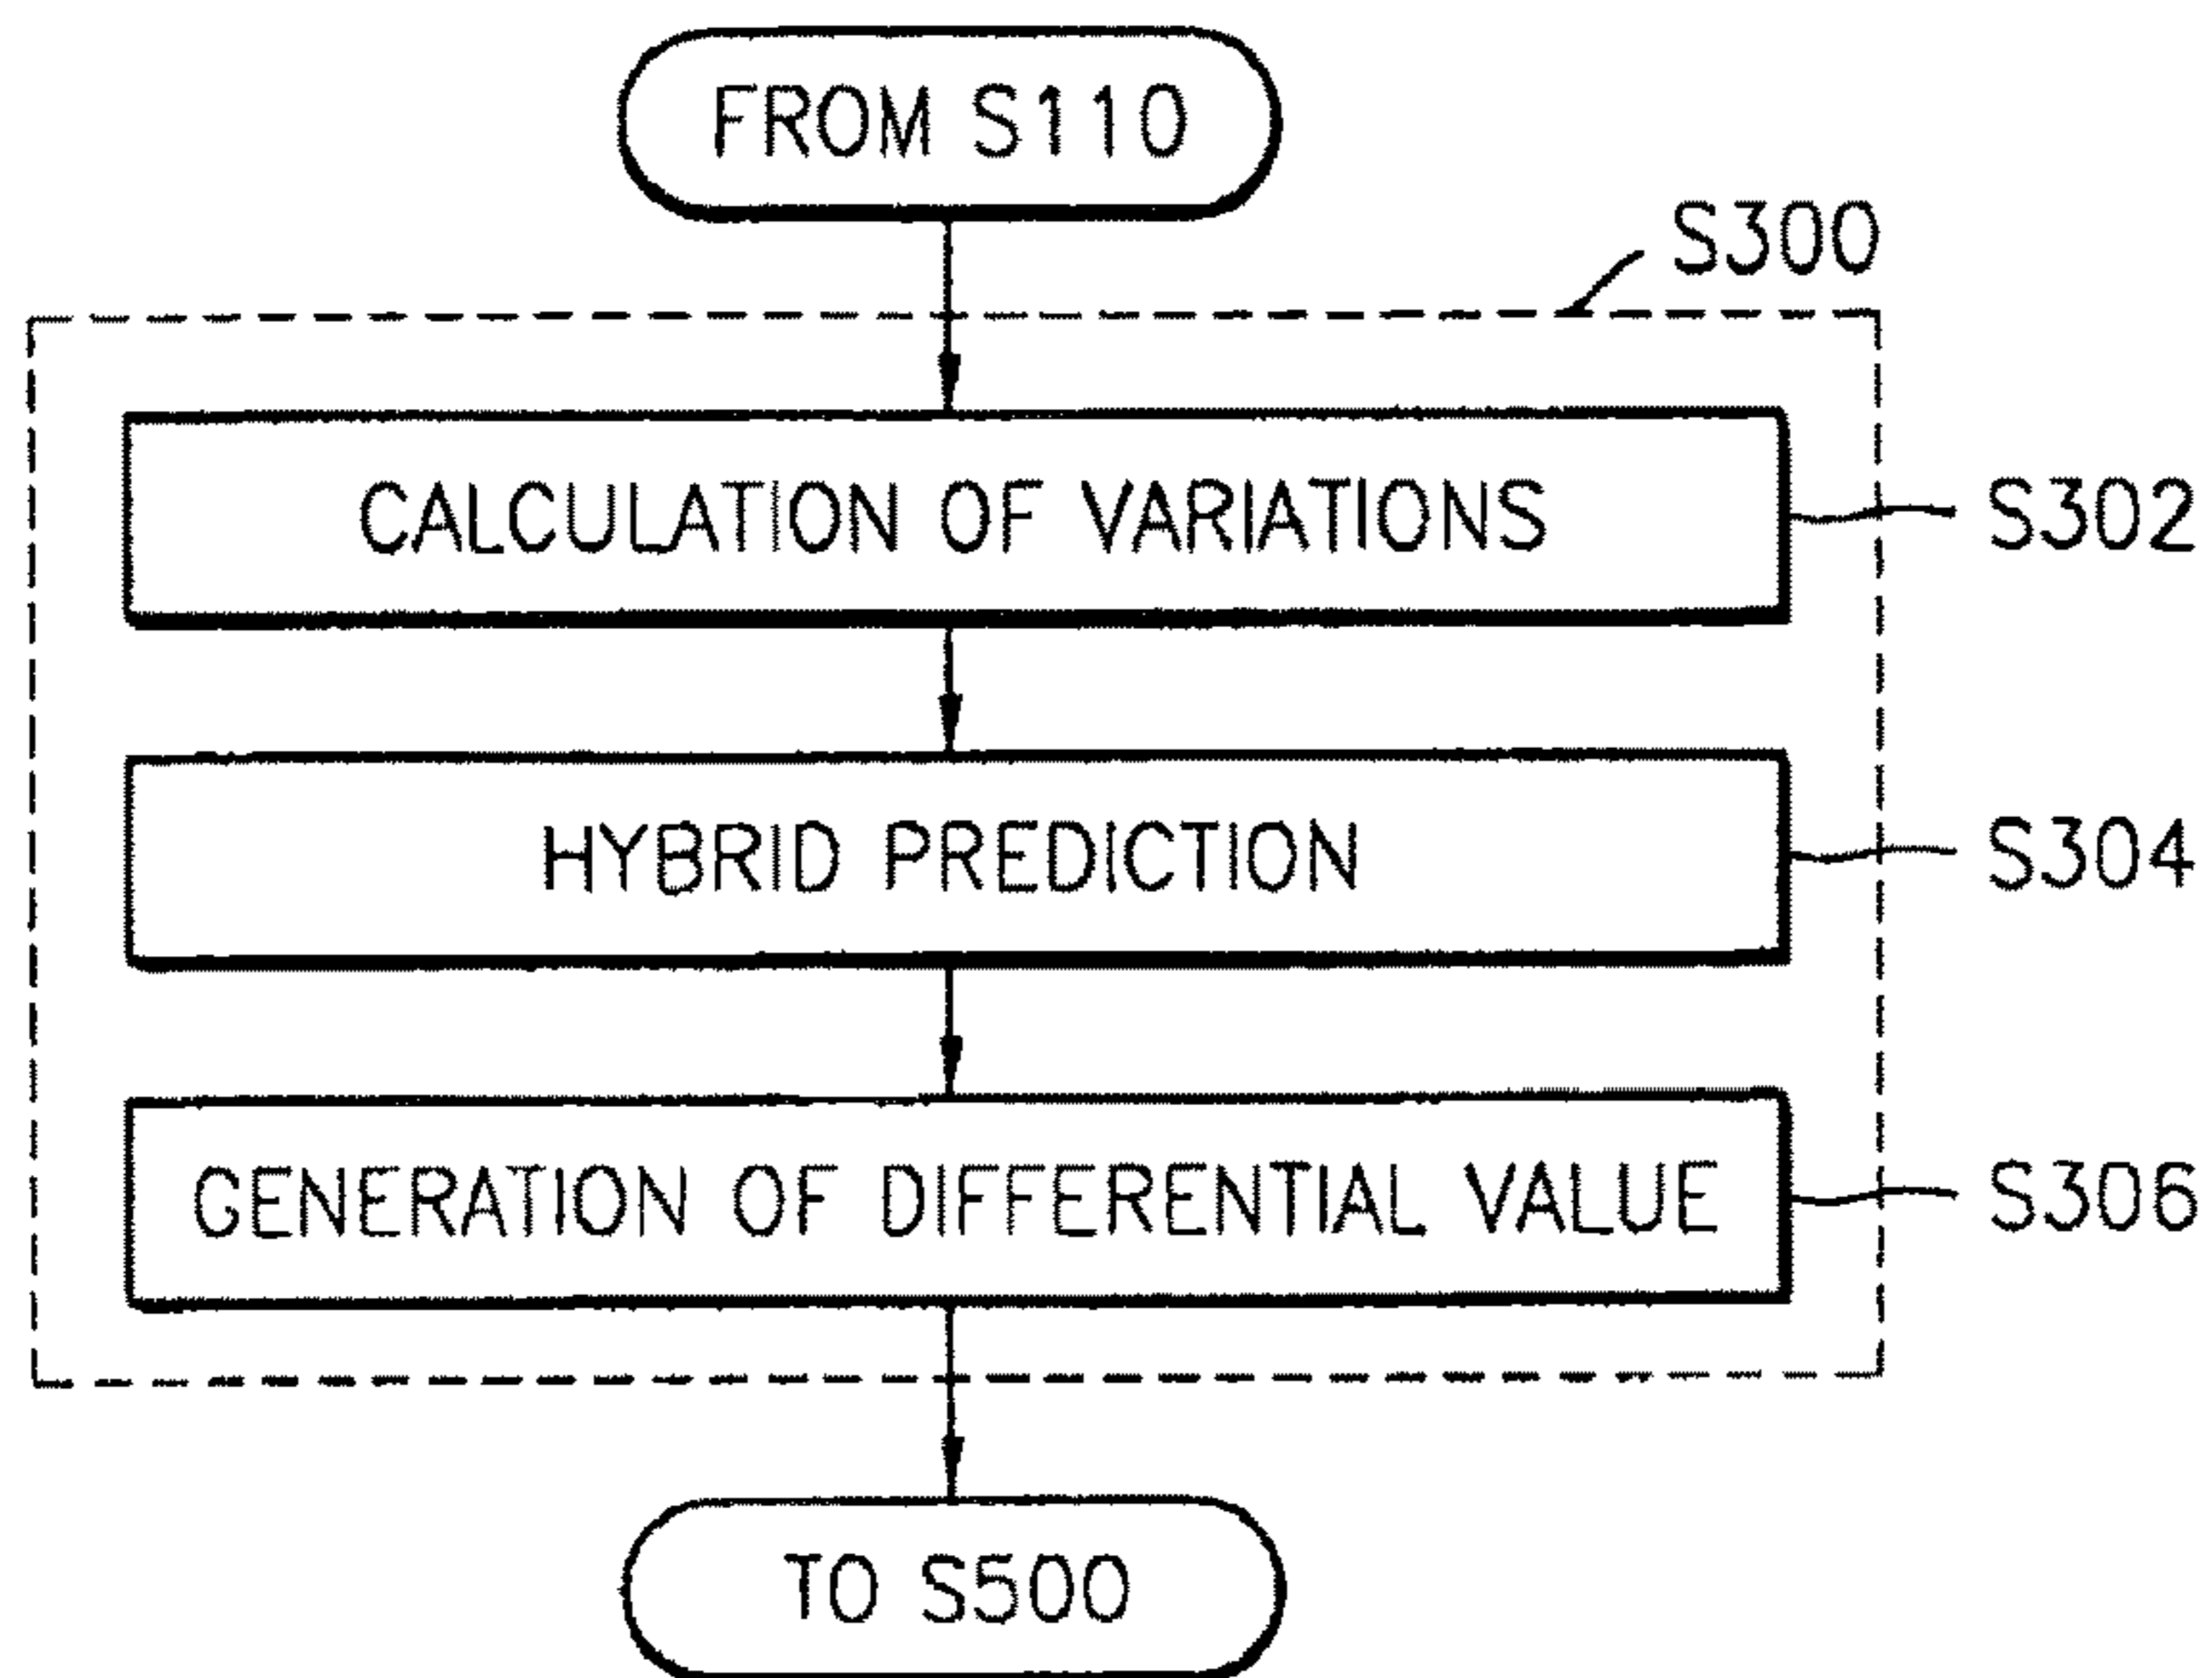 FROM S110
S300
CALCULATION OF VARIATIONS
S302
HYBRID PREDICTION
S304
GENERATION OF DIFFERENTIAL VALUE
S306
TO S500